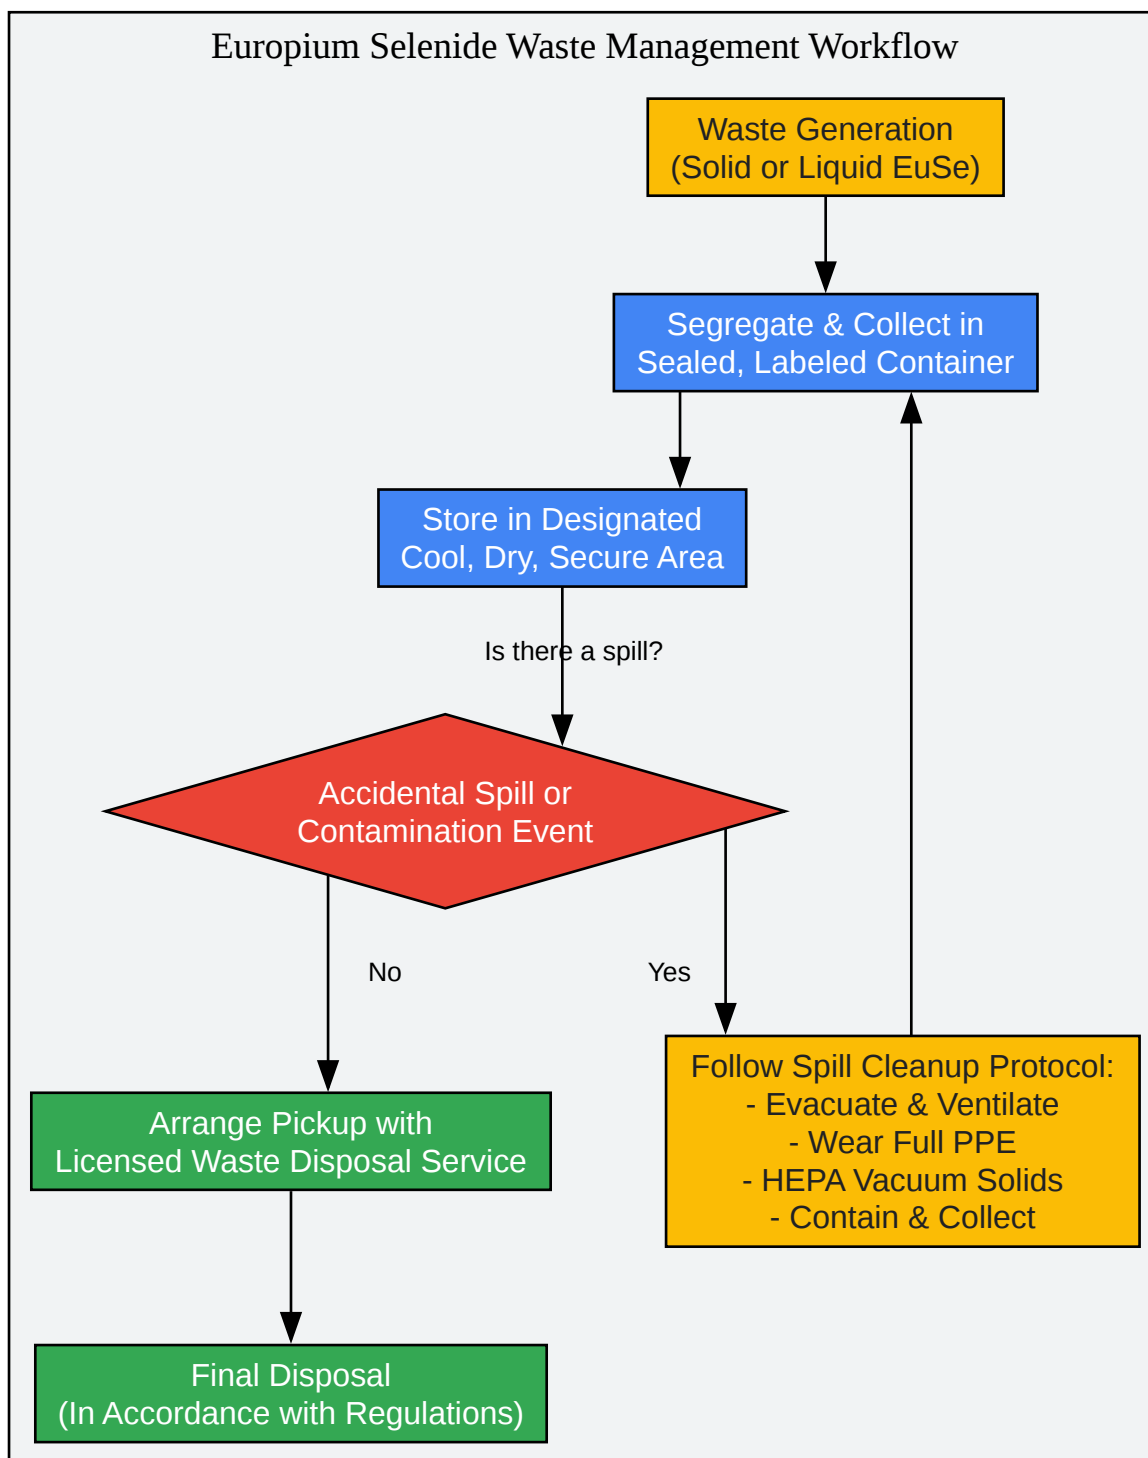 Europium Selenide Waste Management Workflow
Waste Generation
(Solid or Liquid EuSe)
Segregate & Collect in
Sealed, Labeled Container
Store in Designated
Cool, Dry, Secure Area
Is there a spill?
Accidental Spill or
Contamination Event
No
Yes
Follow Spill Cleanup Protocol:
- Evacuate & Ventilate
- Wear Full PPE
- HEPA Vacuum Solids
- Contain & Collect
Arrange Pickup with
Licensed Waste Disposal Service
Final Disposal
(In Accordance with Regulations)